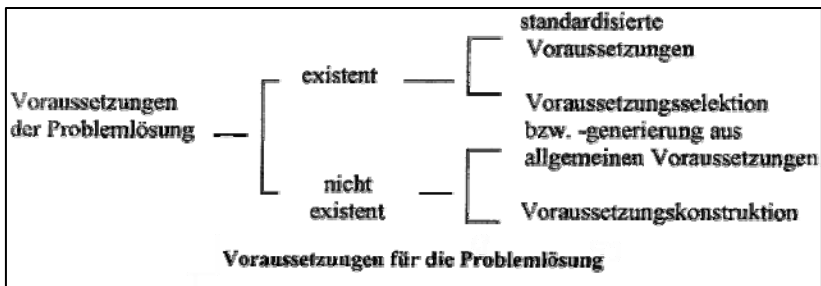 Voraussetzungen
der Problemlösung
existent
nicht
existent
standardisierte
Voraussetzungen
Voraussetzungsselektion
bzw. -generierung aus
allgemeinen Voraussetzungen
Voraussetzungskonstruktion
Voraussetzungen für die Problemlösung